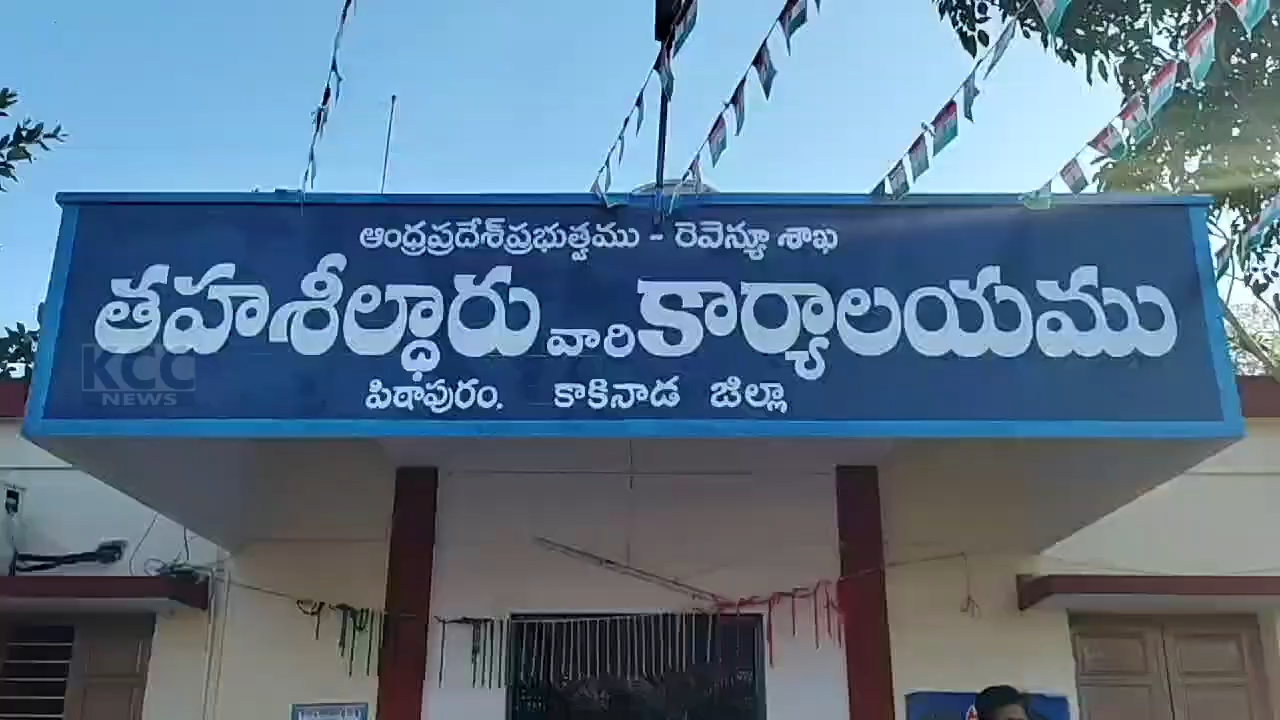 ఆంధ్రప్రదేశ్‌ప్రభుత్వము - రెవెన్యూ శాఖ
తహశీల్ధారు వారి కార్యాలయము
పిఠాపురం. కాకినాడ జిల్లా
KCC
NEWS